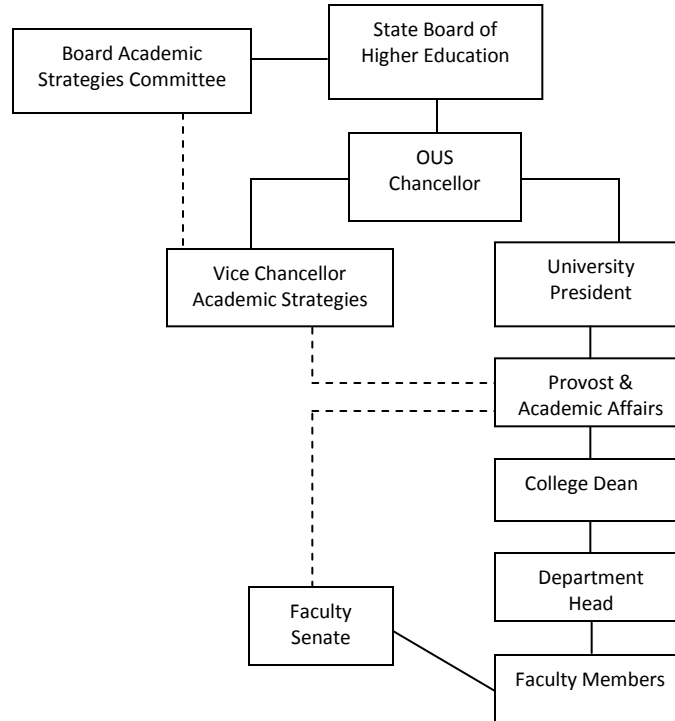 State Board of
Higher Education
Board Academic
Strategies Committee
OUS
Chancellor
Vice Chancellor
Academic Strategies
University
President
Provost &
Academic Affairs
College Dean
Department
Head
Faculty
Senate
Faculty Members